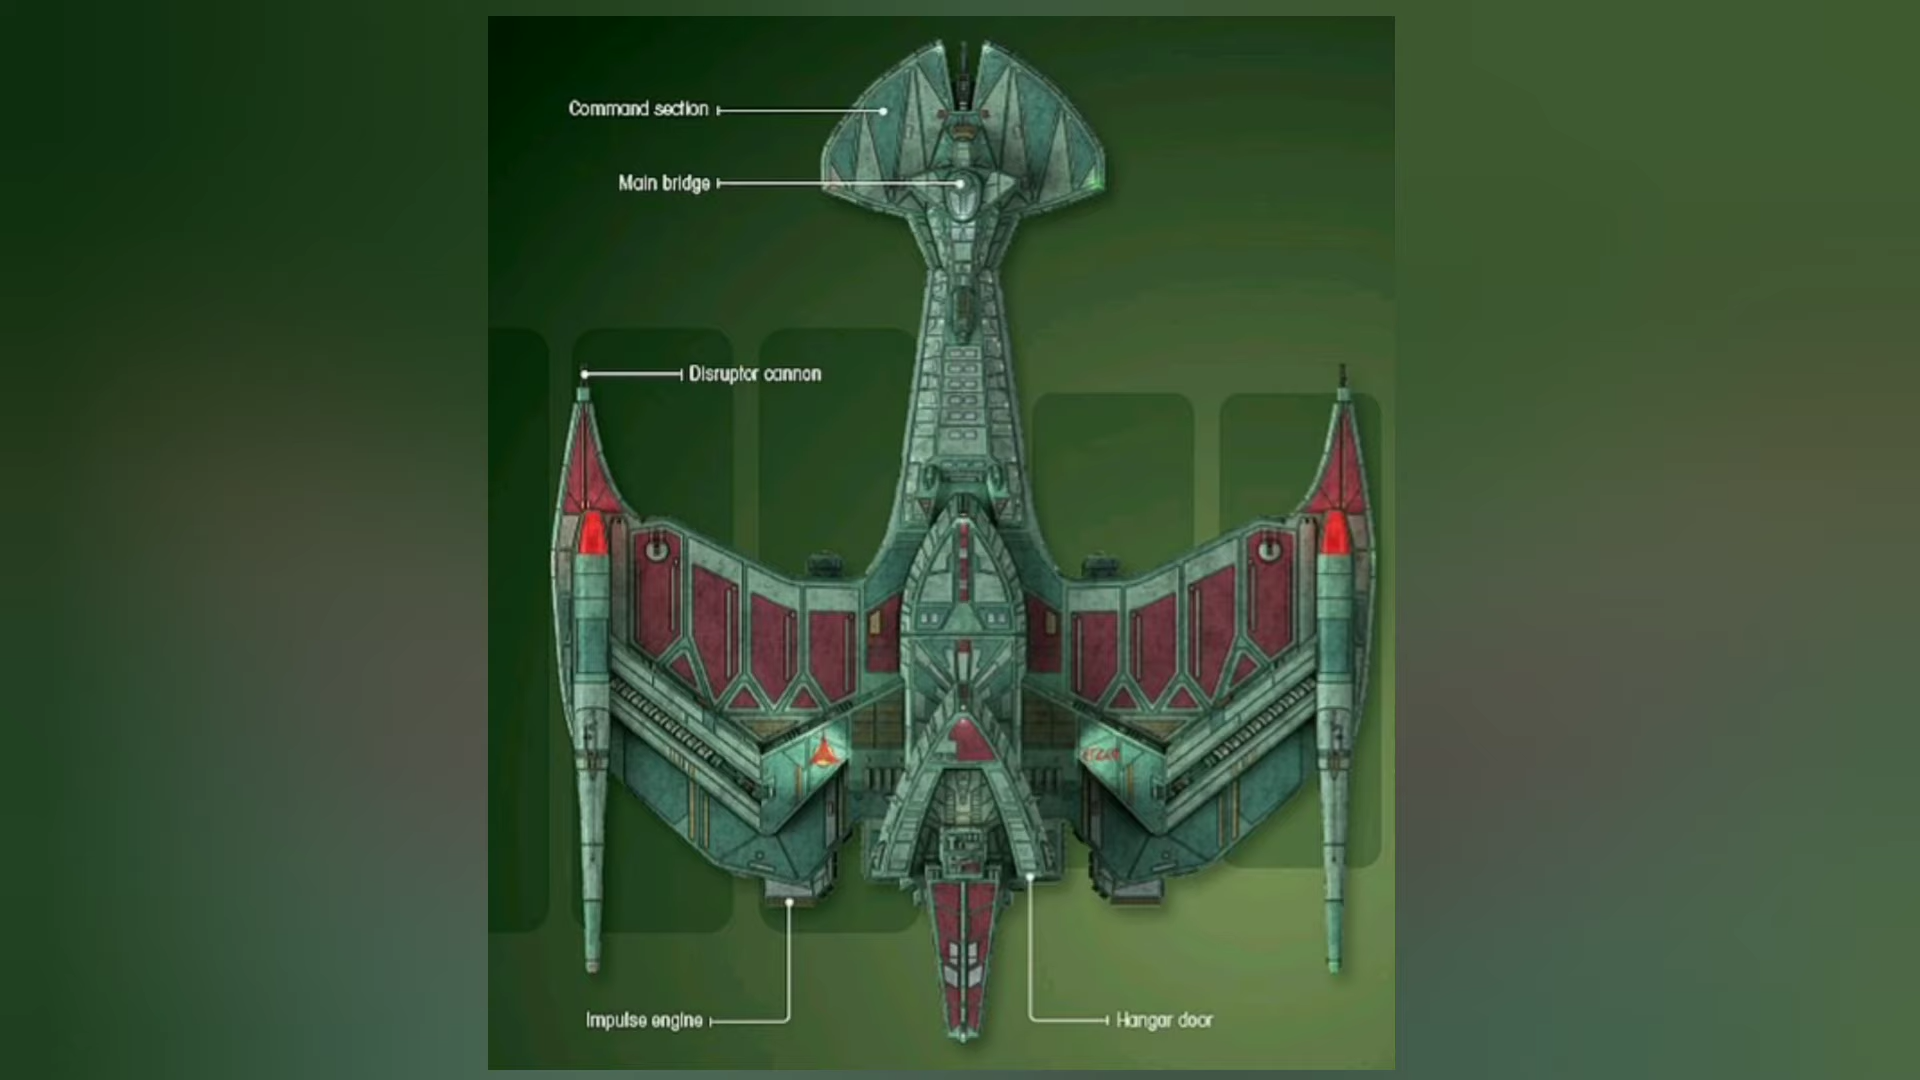 Command section
Main bridge
Disruptor cannon
Impulse engine
Hangar door